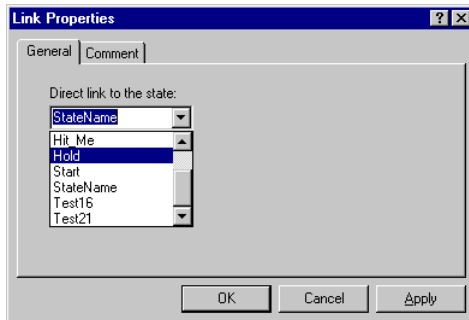 Link Properties
General Comment
Direct link to the state:
StateName
Hit_Me
Hold
Start
StateName
Test16
Test21
OK Cancel Apply